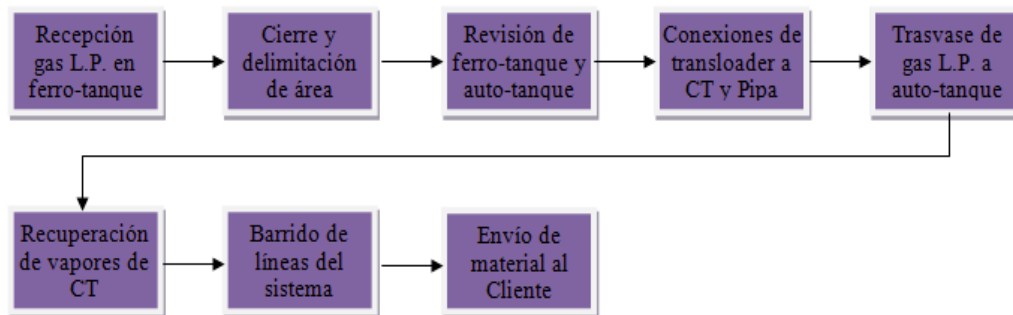 Recepción
gas L.P. en
ferro-tanque
Cierre y
delimitación
de área
Revisión de
ferro-tanque y
auto-tanque
Conexiones de
transloader a
CT y Pipa
Trasvase de
gas L.P. a
auto-tanque
Recuperación
de vapores de
CT
Barrido de
líneas del
sistema
Envío de
material al
Cliente